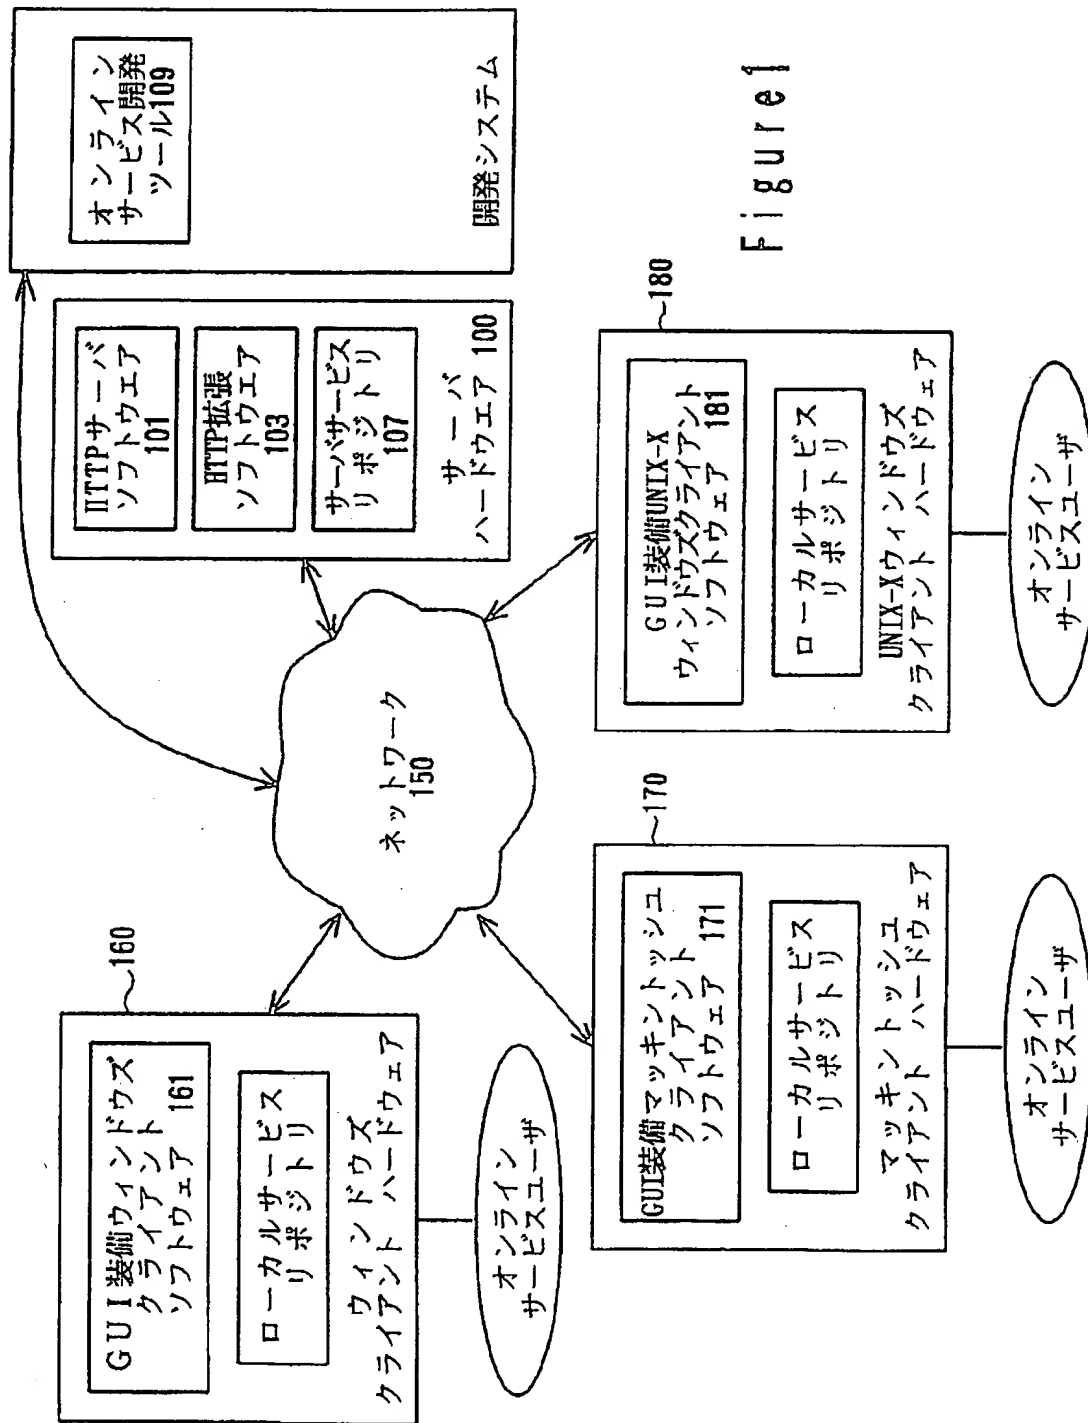 GUI装備ウィンドウズ
クライアント
ソフトウェア 161
ローカルサービス
リポジトリ
ウィンドウズ
クライアント ハードウェア
160
オンライン
サービスユーザ
ネットワーク
150
HTTPサーバ
ソフトウエア
101
HTTP拡張
ソフトウエア
103
サーバサービス
リポジトリ
107
サーバ 100
ハードウェア
オンライン
サービス開発
ツール109
開発システム
GUI装備マッキントッシュ
クライアント
ソフトウェア 171
ローカルサービス
リポジトリ
マッキントッシュ
クライアント ハードウェア
170
オンライン
サービスユーザ
GUI装備UNIX-X
ウィンドウズクライアント
ソフトウェア 181
ローカルサービス
リポジトリ
UNIX-Xウィンドウズ
クライアント ハードウェア
180
オンライン
サービスユーザ
Figure1